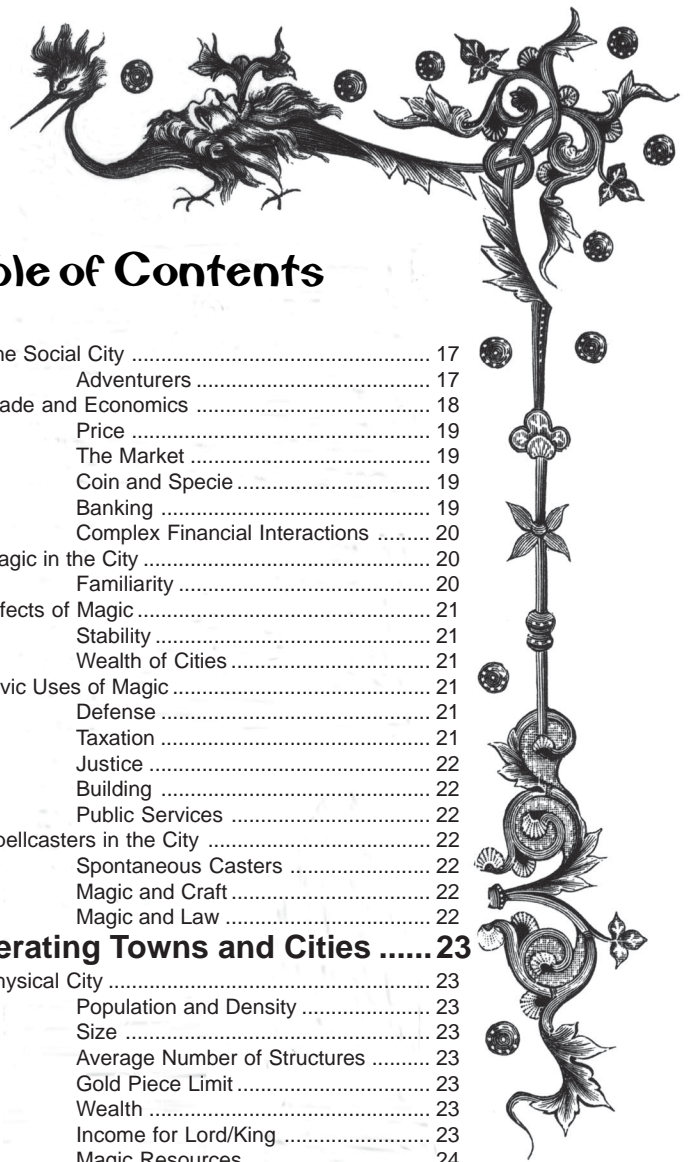 ble of Contents
he Social City .................................................... 17
Adventurers ......................................... 17
ade and Economics ......................................... 18
Price .................................................... 19
The Market .......................................... 19
Coin and Specie .................................. 19
Banking ............................................... 19
Complex Financial Interactions ......... 20
agic in the City .................................................. 20
Familiarity ............................................ 20
fects of Magic ................................................... 21
Stability ................................................ 21
Wealth of Cities ................................... 21
vic Uses of Magic ............................................. 21
Defense ............................................... 21
Taxation ............................................... 21
Justice ................................................. 22
Building ............................................... 22
Public Services ................................... 22
pellcasters in the City ....................................... 22
Spontaneous Casters ......................... 22
Magic and Craft ................................... 22
Magic and Law .................................... 22
erating Towns and Cities ...... 23
hysical City ........................................................ 23
Population and Density ...................... 23
Size ..................................................... 23
Average Number of Structures .......... 23
Gold Piece Limit .................................. 23
Wealth ................................................. 23
Income for Lord/King .......................... 23
Magic Resources ................................ 24